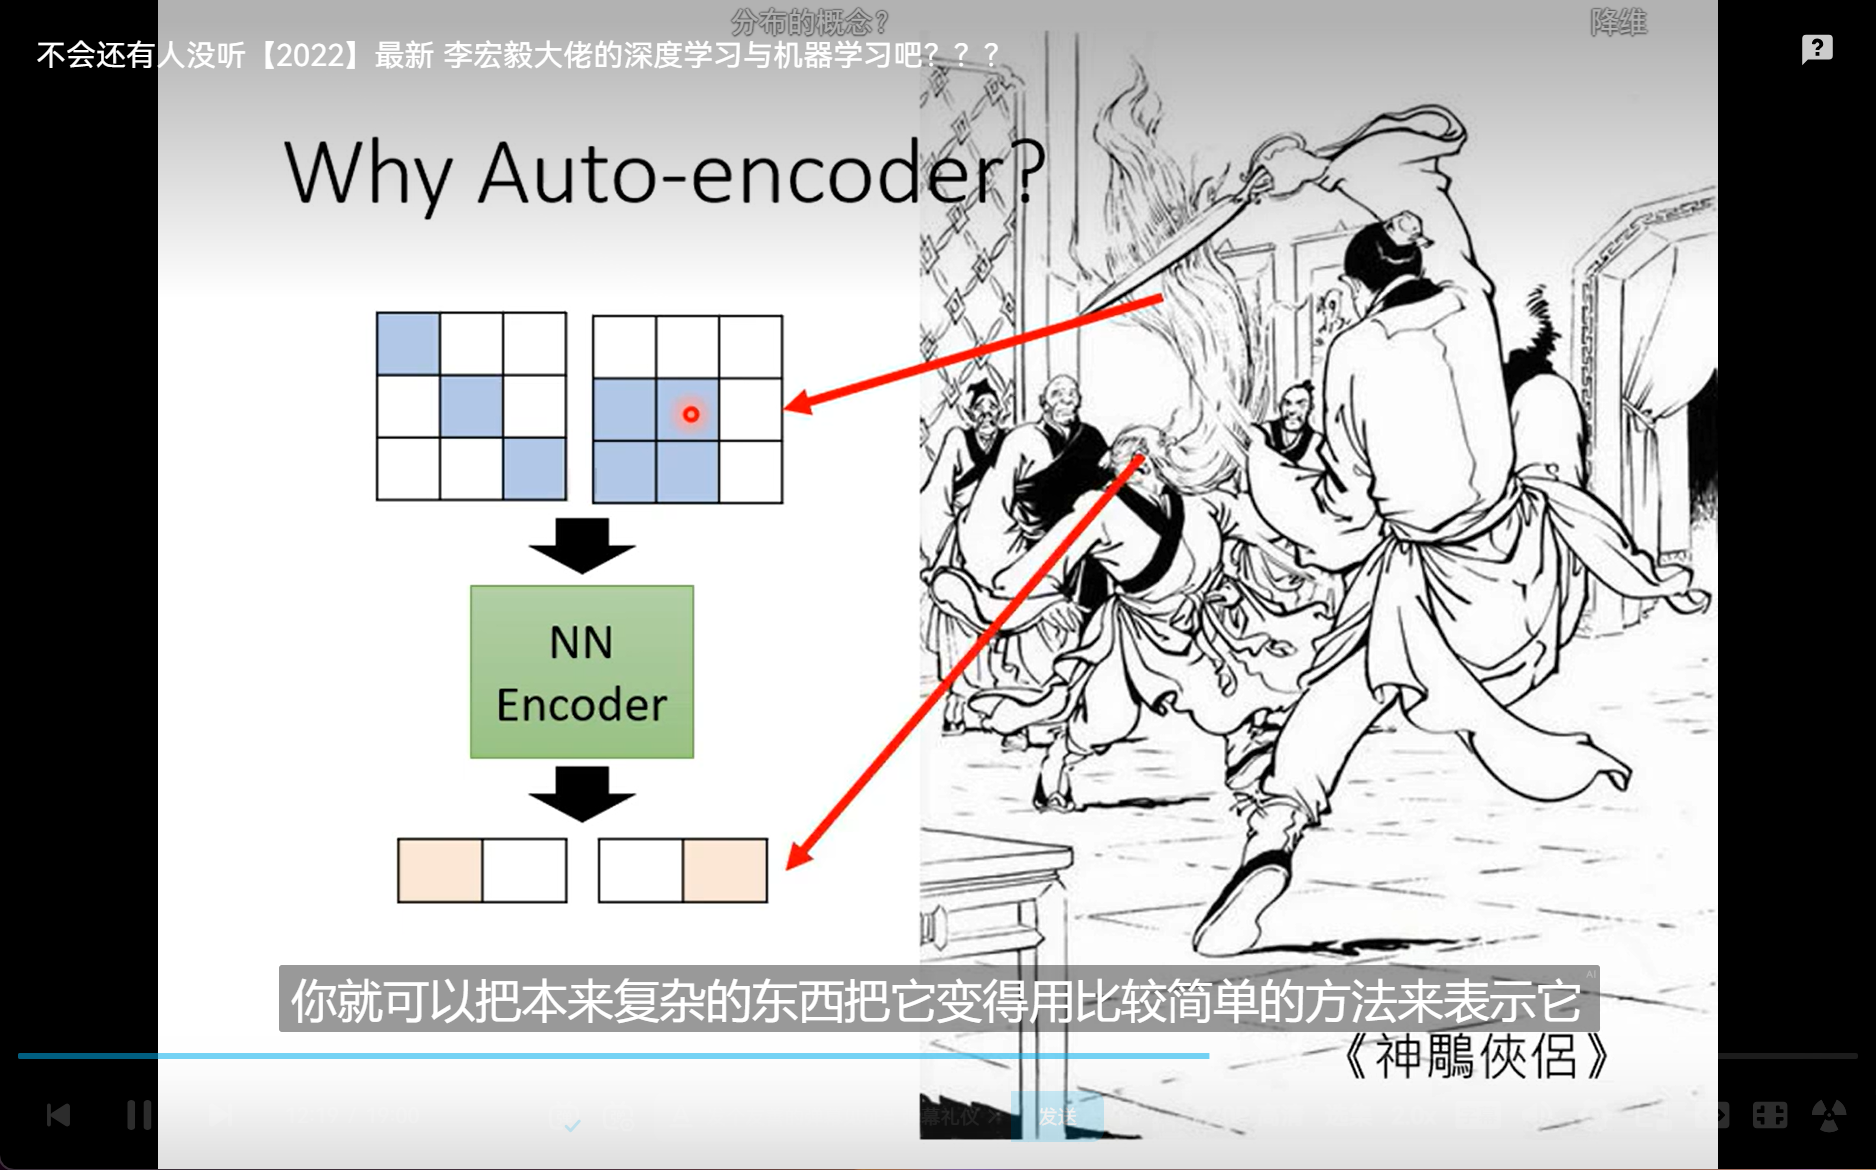 分布的概念？
降维
不会还有人没听【2022】最新 李宏毅大佬的深度学习与机器学习吧？？？
Why Auto-encoder?
NN
Encoder
你就可以把本来复杂的东西把它变得用比较简单的方法来表示它
AI
《神鵰俠侶》
幕礼仪
发送